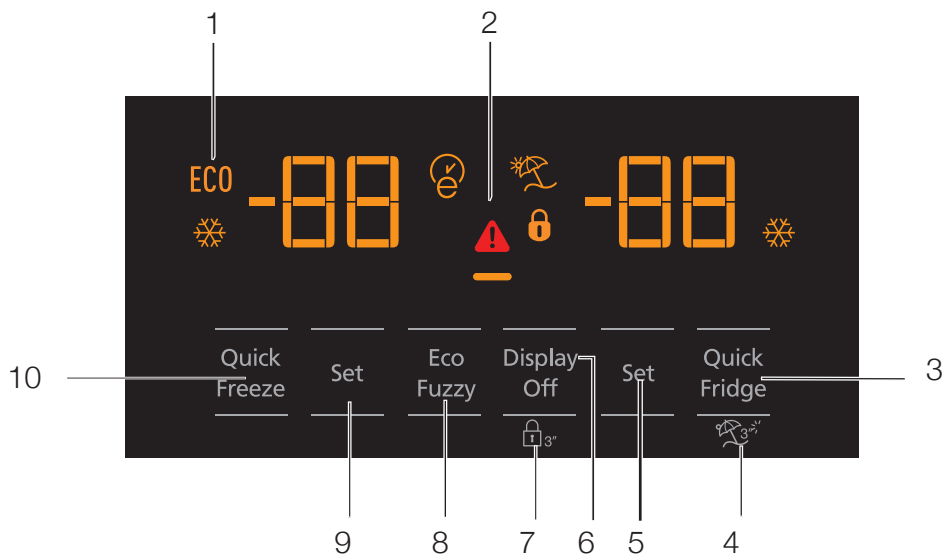 1
2
ECO
-88
e
-88
Quick
Freeze
Set
Eco
Fuzzy
Display
Off
Set
Quick
Fridge
10
3
3"
3"
9
8
7
6
5
4